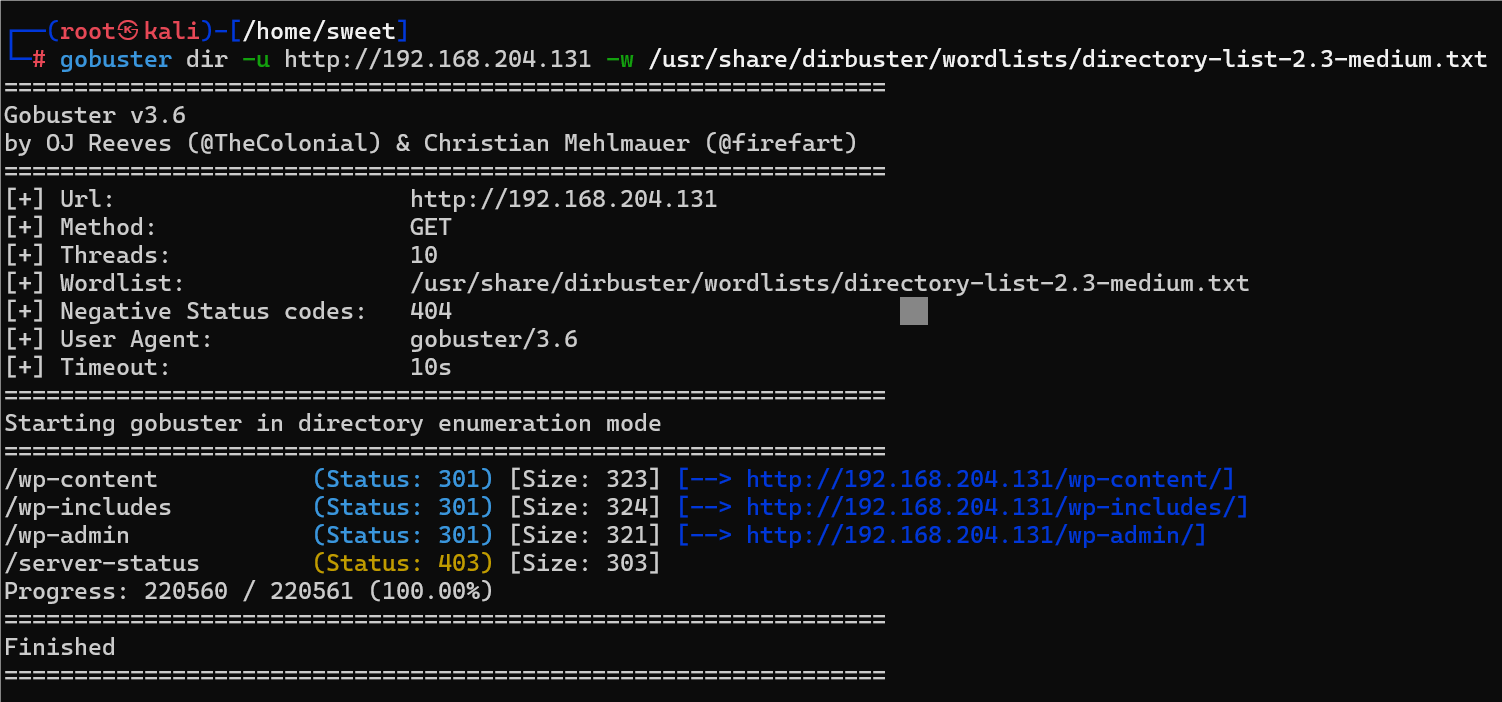 ┌──(root㉿kali)-[/home/sweet]
└─# gobuster dir -u http://192.168.204.131 -w /usr/share/dirbuster/wordlists/directory-list-2.3-medium.txt
===============================================================
Gobuster v3.6
by OJ Reeves (@TheColonial) & Christian Mehlmauer (@firefart)
===============================================================
[+] Url:                     http://192.168.204.131
[+] Method:                  GET
[+] Threads:                 10
[+] Wordlist:                /usr/share/dirbuster/wordlists/directory-list-2.3-medium.txt
[+] Negative Status codes:   404
[+] User Agent:              gobuster/3.6
[+] Timeout:                 10s
===============================================================
Starting gobuster in directory enumeration mode
===============================================================
/wp-content           (Status: 301) [Size: 323] [--> http://192.168.204.131/wp-content/]
/wp-includes          (Status: 301) [Size: 324] [--> http://192.168.204.131/wp-includes/]
/wp-admin             (Status: 301) [Size: 321] [--> http://192.168.204.131/wp-admin/]
/server-status        (Status: 403) [Size: 303]
Progress: 220560 / 220561 (100.00%)
===============================================================
Finished
===============================================================